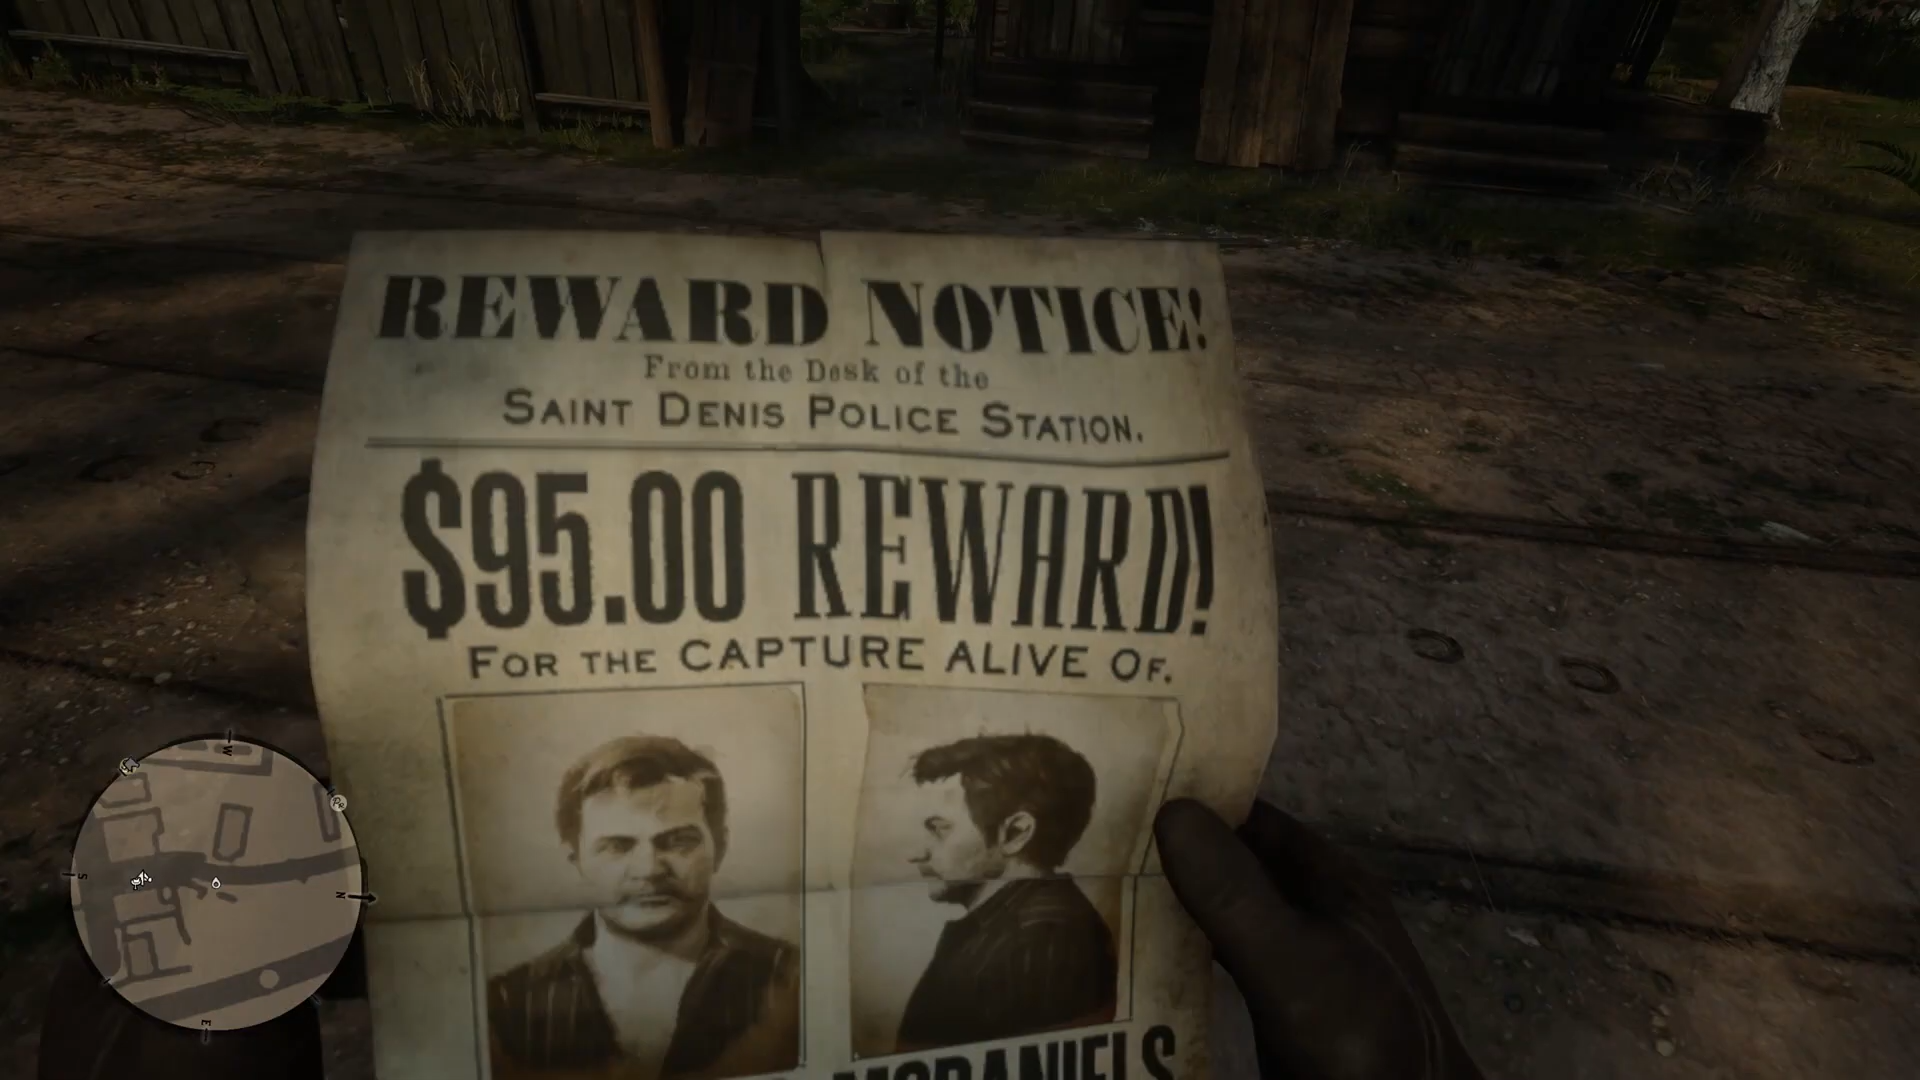 REWARD NOTICE!
From the Desk of the
SAINT DENIS POLICE STATION.
$95.00 REWARD!
FOR THE CAPTURE ALIVE OF.
MCDANIELS
W
S
N
E